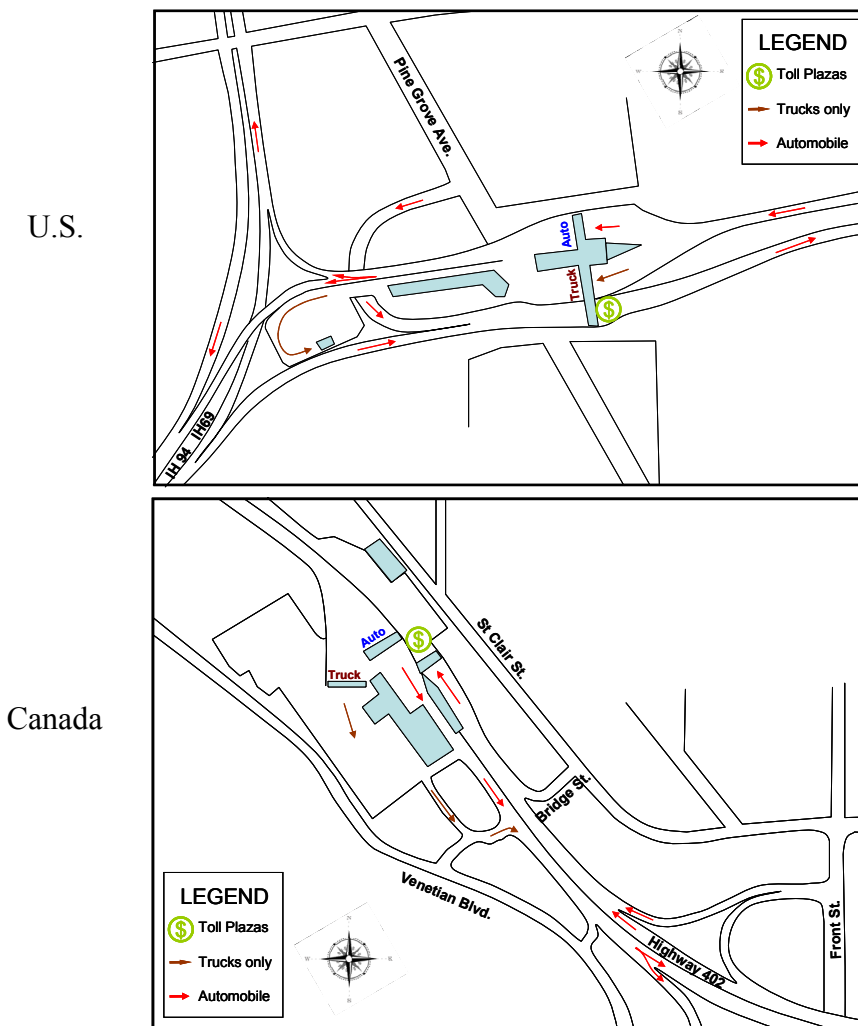 U.S.
LEGEND
$ Toll Plazas
Trucks only
Automobile
Pine Grove Ave.
Auto
Truck
$
IH 94 IH69
Canada
St Clair St.
$
Auto
Truck
Bridge St.
Venetian Blvd.
Highway 402
Front St.
LEGEND
$ Toll Plazas
Trucks only
Automobile